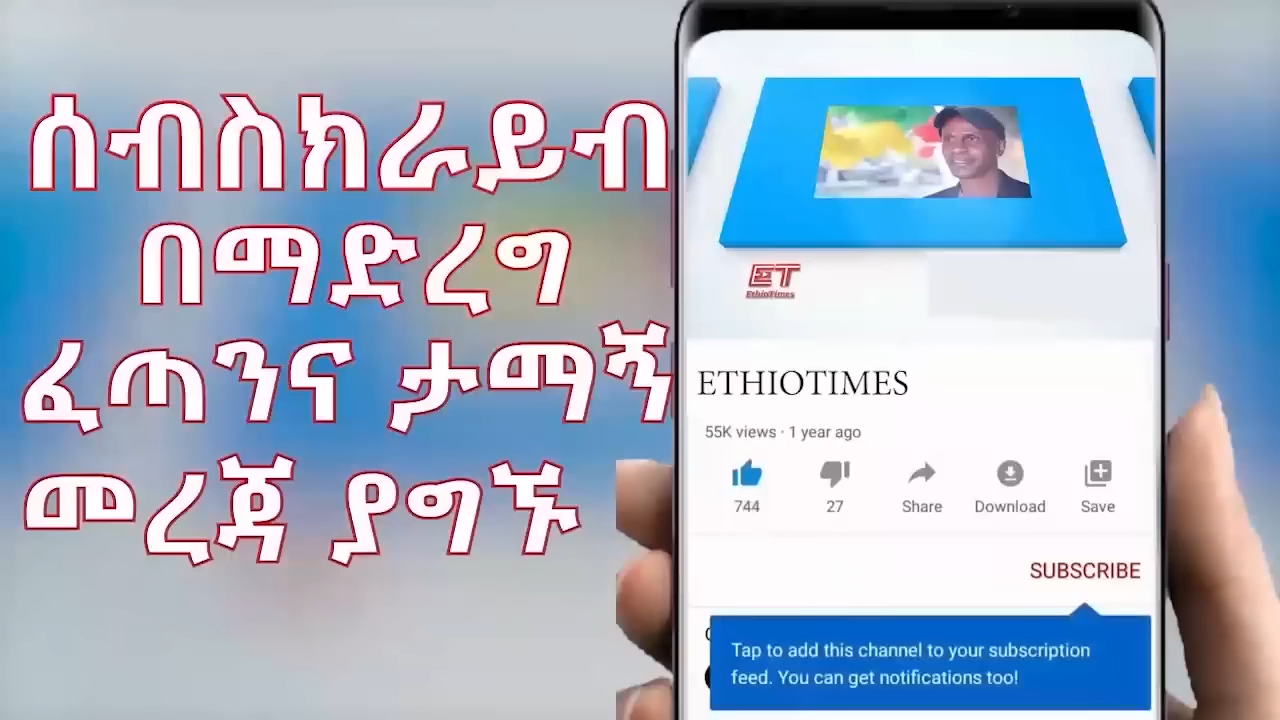 ሰብስክራይብ
በማድረግ
ፈጣንና ታማኝ
መረጃ ያግኙ
ET
EthioTimes
ETHIOTIMES
55K views · 1 year ago
744
27
Share
Download
Save
SUBSCRIBE
Tap to add this channel to your subscription
feed. You can get notifications too!